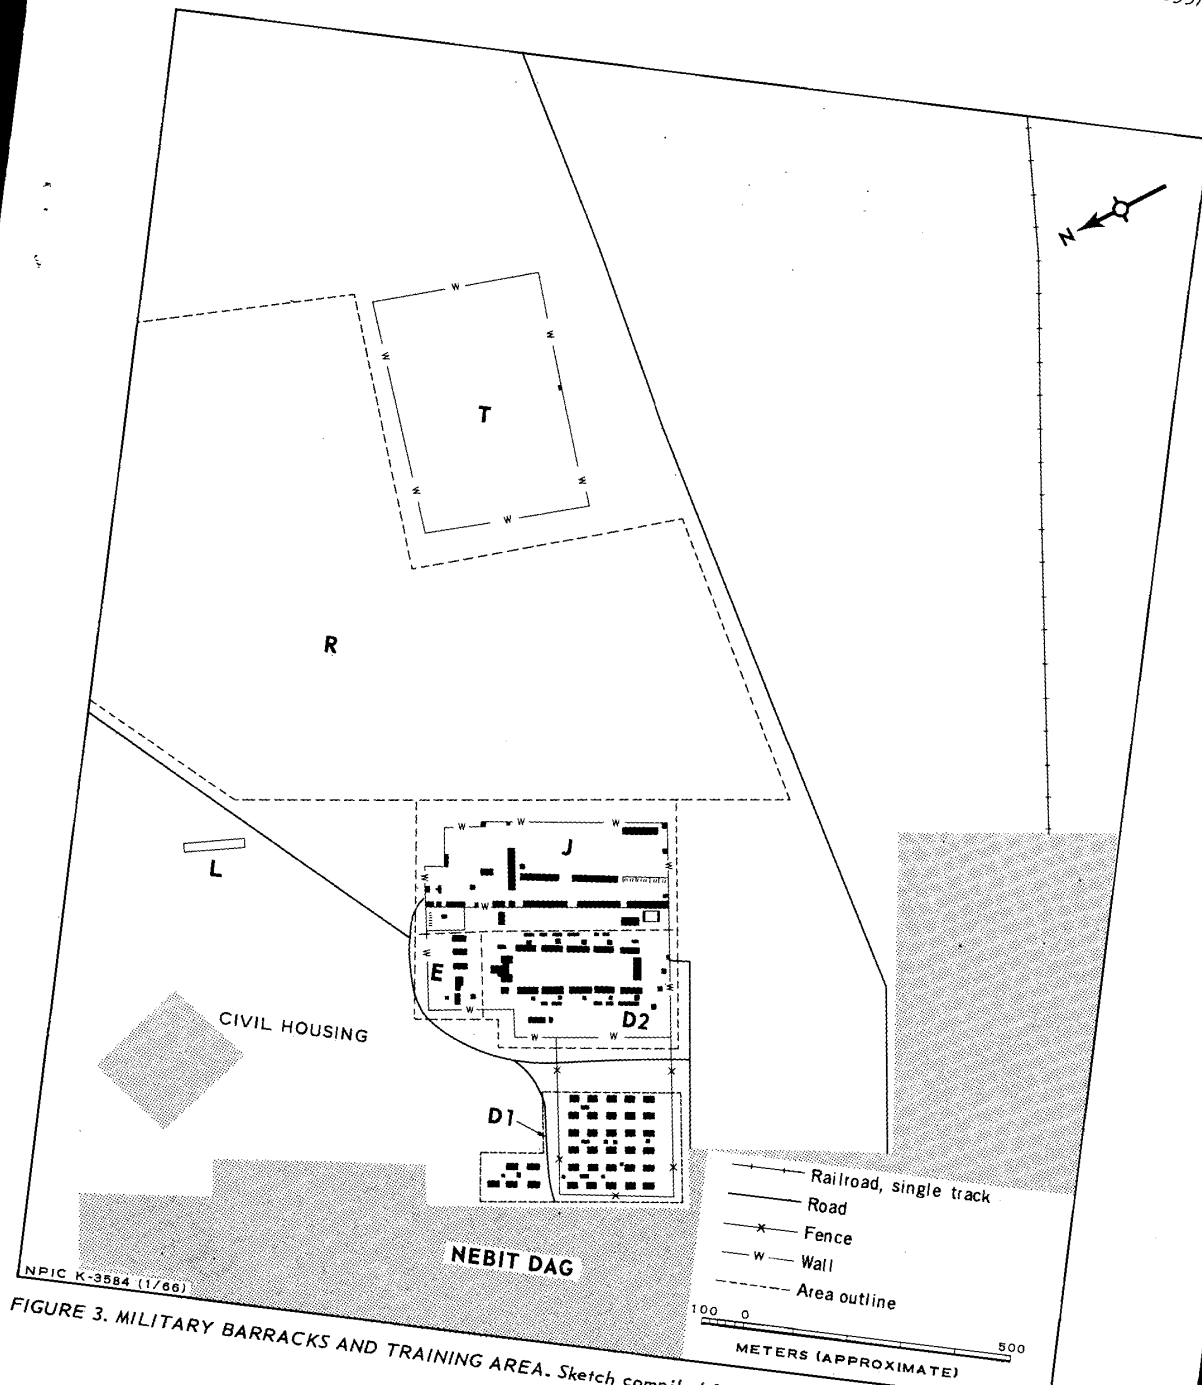 N
W
W
W
T
W
W
W
R
W
W
W
J
W
W
L
W
W
E
W
W
D2
CIVIL HOUSING
W
W
X
X
D1
X
X
X
Railroad, single track
Road
X Fence
W Wall
Area outline
NEBIT DAG
NPIC K-3584 (1/66)
100 0 500
METERS (APPROXIMATE)
FIGURE 3. MILITARY BARRACKS AND TRAINING AREA. Sketch